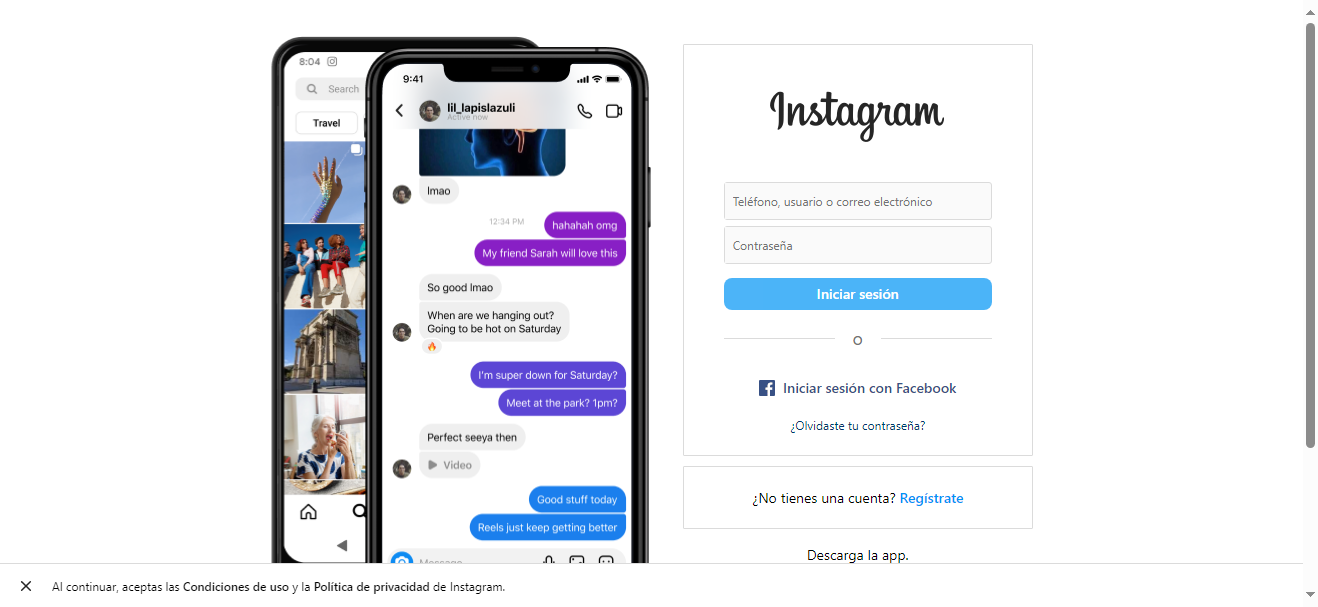 8:04
Search
Travel
9:41
lil_lapislazuli
Active now
lmao
12:34 PM
hahahah omg
My friend Sarah will love this
So good lmao
When are we hanging out?
Going to be hot on Saturday
I'm super down for Saturday?
Meet at the park? 1pm?
Perfect seeya then
Video
Good stuff today
Reels just keep getting better
Message
Instagram
Teléfono, usuario o correo electrónico
Contraseña
Iniciar sesión
O
Iniciar sesión con Facebook
¿Olvidaste tu contraseña?
¿No tienes una cuenta? Regístrate
Descarga la app.
Al continuar, aceptas las Condiciones de uso y la Política de privacidad de Instagram.